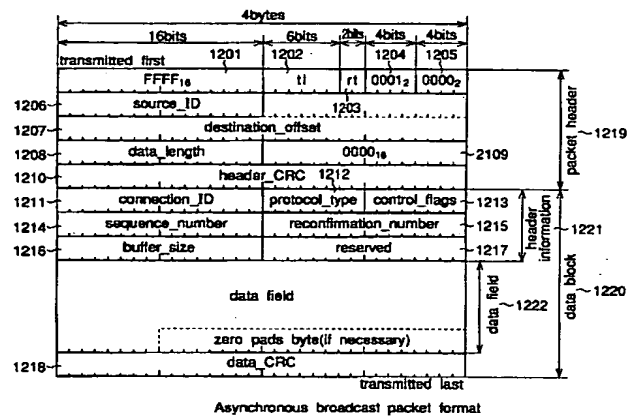 4bytes
16bits 6bits 2bits 4bits 4bits
transmitted first 1201 1202 1204 1205
FFFF₁₆ tl rt 0001₂ 0000₂
1206 source_ID 1203
1207 destination_offset
1208 data_length 0000₁₆ 2109
1210 header_CRC 1212
1211 connection_ID protocol_type control_flags 1213
1214 sequence_number reconfirmation_number 1215
1216 buffer_size reserved 1217
data field
zero pads byte(if necessary)
1218 data_CRC
transmitted last
packet_header 1219
header information 1221
data field 1222
data block 1220
Asynchronous broadcast packet format